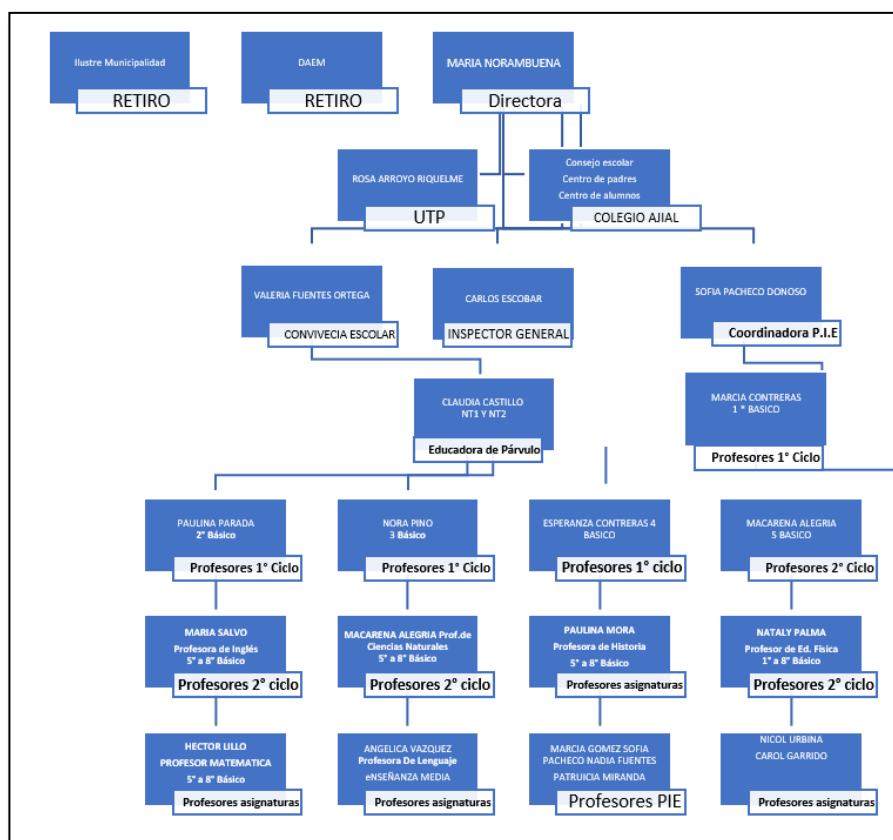 Ilustre Municipalidad
RETIRO
DAEM
RETIRO
MARIA NORAMBUENA
Directora
ROSA ARROYO RIQUELME
UTP
Consejo escolar
Centro de padres
Centro de alumnos
COLEGIO AJIAL
VALERIA FUENTES ORTEGA
CONVIVECIA ESCOLAR
CARLOS ESCOBAR
INSPECTOR GENERAL
SOFIA PACHECO DONOSO
Coordinadora P.I.E
CLAUDIA CASTILLO
NT1 Y NT2
Educadora de Párvulo
MARCIA CONTRERAS
1 * BASICO
Profesores 1° Ciclo
PAULINA PARADA
2° Básico
Profesores 1° Ciclo
NORA PINO
3 Básico
Profesores 1° Ciclo
ESPERANZA CONTRERAS 4
BASICO
Profesores 1° ciclo
MACARENA ALEGRIA
5 BASICO
Profesores 2° Ciclo
MARIA SALVO
Profesora de Inglés
5° a 8° Básico
Profesores 2° ciclo
MACARENA ALEGRIA Prof.de
Ciencias Naturales
5° a 8° Básico
Profesores 2° ciclo
PAULINA MORA
Profesora de Historia
5° a 8° Básico
Profesores asignaturas
NATALY PALMA
Profesor de Ed. Física
1° a 8° Básico
Profesores 2° ciclo
HECTOR LILLO
PROFESOR MATEMATICA
5° a 8° Básico
Profesores asignaturas
ANGELICA VAZQUEZ
Profesora De Lenguaje
eNSEÑANZA MEDIA
Profesores asignaturas
MARCIA GOMEZ SOFIA
PACHECO NADIA FUENTES
PATRUICIA MIRANDA
Profesores PIE
NICOL URBINA
CAROL GARRIDO
Profesores asignaturas